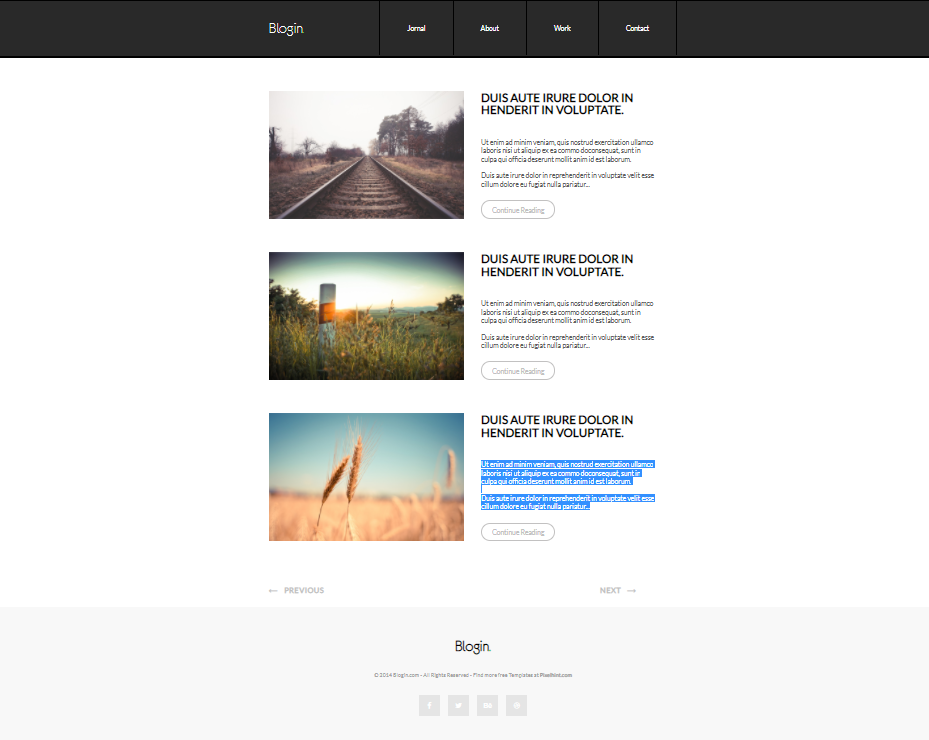 Blogin.
Jornal
About
Work
Contact
DUIS AUTE IRURE DOLOR IN
HENDERIT IN VOLUPTATE.
Ut enim ad minim veniam, quis nostrud exercitation ullamco
laboris nisi ut aliquip ex ea commo doconsequat, sunt in
culpa qui officia deserunt mollit anim id est laborum.
Duis aute irure dolor in reprehenderit in voluptate velit esse
cillum dolore eu fugiat nulla pariatur...
Continue Reading
DUIS AUTE IRURE DOLOR IN
HENDERIT IN VOLUPTATE.
Ut enim ad minim veniam, quis nostrud exercitation ullamco
laboris nisi ut aliquip ex ea commo doconsequat, sunt in
culpa qui officia deserunt mollit anim id est laborum.
Duis aute irure dolor in reprehenderit in voluptate velit esse
cillum dolore eu fugiat nulla pariatur...
Continue Reading
DUIS AUTE IRURE DOLOR IN
HENDERIT IN VOLUPTATE.
Ut enim ad minim veniam, quis nostrud exercitation ullamco
laboris nisi ut aliquip ex ea commo doconsequat, sunt in
culpa qui officia deserunt mollit anim id est laborum.
Duis aute irure dolor in reprehenderit in voluptate velit esse
cillum dolore eu fugiat nulla pariatur...
Continue Reading
← PREVIOUS
NEXT →
Blogin.
© 2014 Blogin.com - All Rights Reserved - Find more free Templates at Pixelhint.com